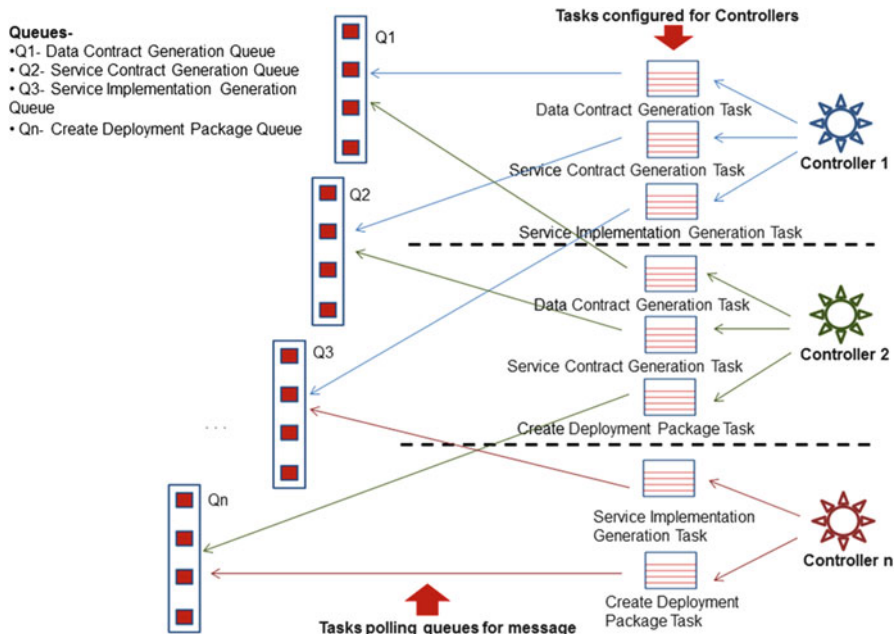 Queues-
•Q1- Data Contract Generation Queue
• Q2- Service Contract Generation Queue
• Q3- Service Implementation Generation
Queue
• Qn- Create Deployment Package Queue
Tasks configured for Controllers
Q1
Data Contract Generation Task
Service Contract Generation Task
Controller 1
Q2
Service Implementation Generation Task
Data Contract Generation Task
Controller 2
Q3
Service Contract Generation Task
. . .
Create Deployment Package Task
Qn
Service Implementation
Generation Task
Controller n
Create Deployment
Package Task
Tasks polling queues for message